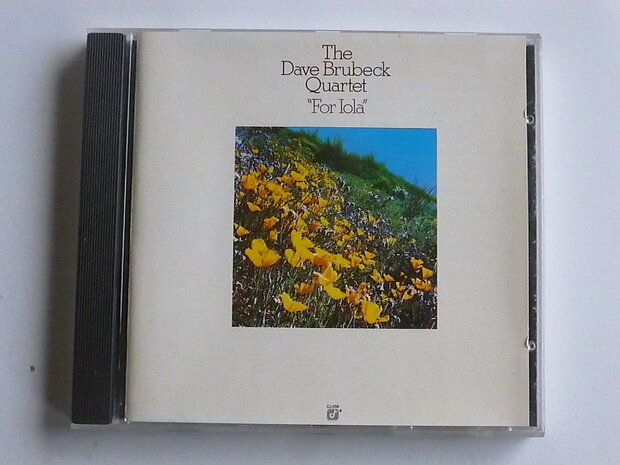 The
Dave Brubeck
Quartet
"For Iola"